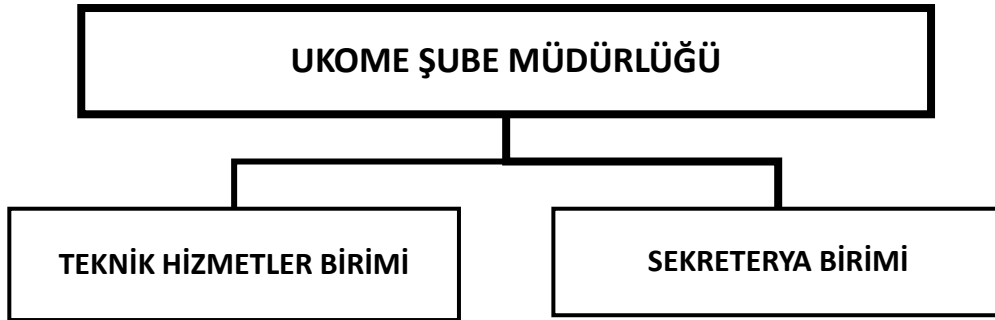 UKOME ŞUBE MÜDÜRLÜĞÜ
TEKNİK HİZMETLER BİRİMİ
SEKRETERYA BİRİMİ